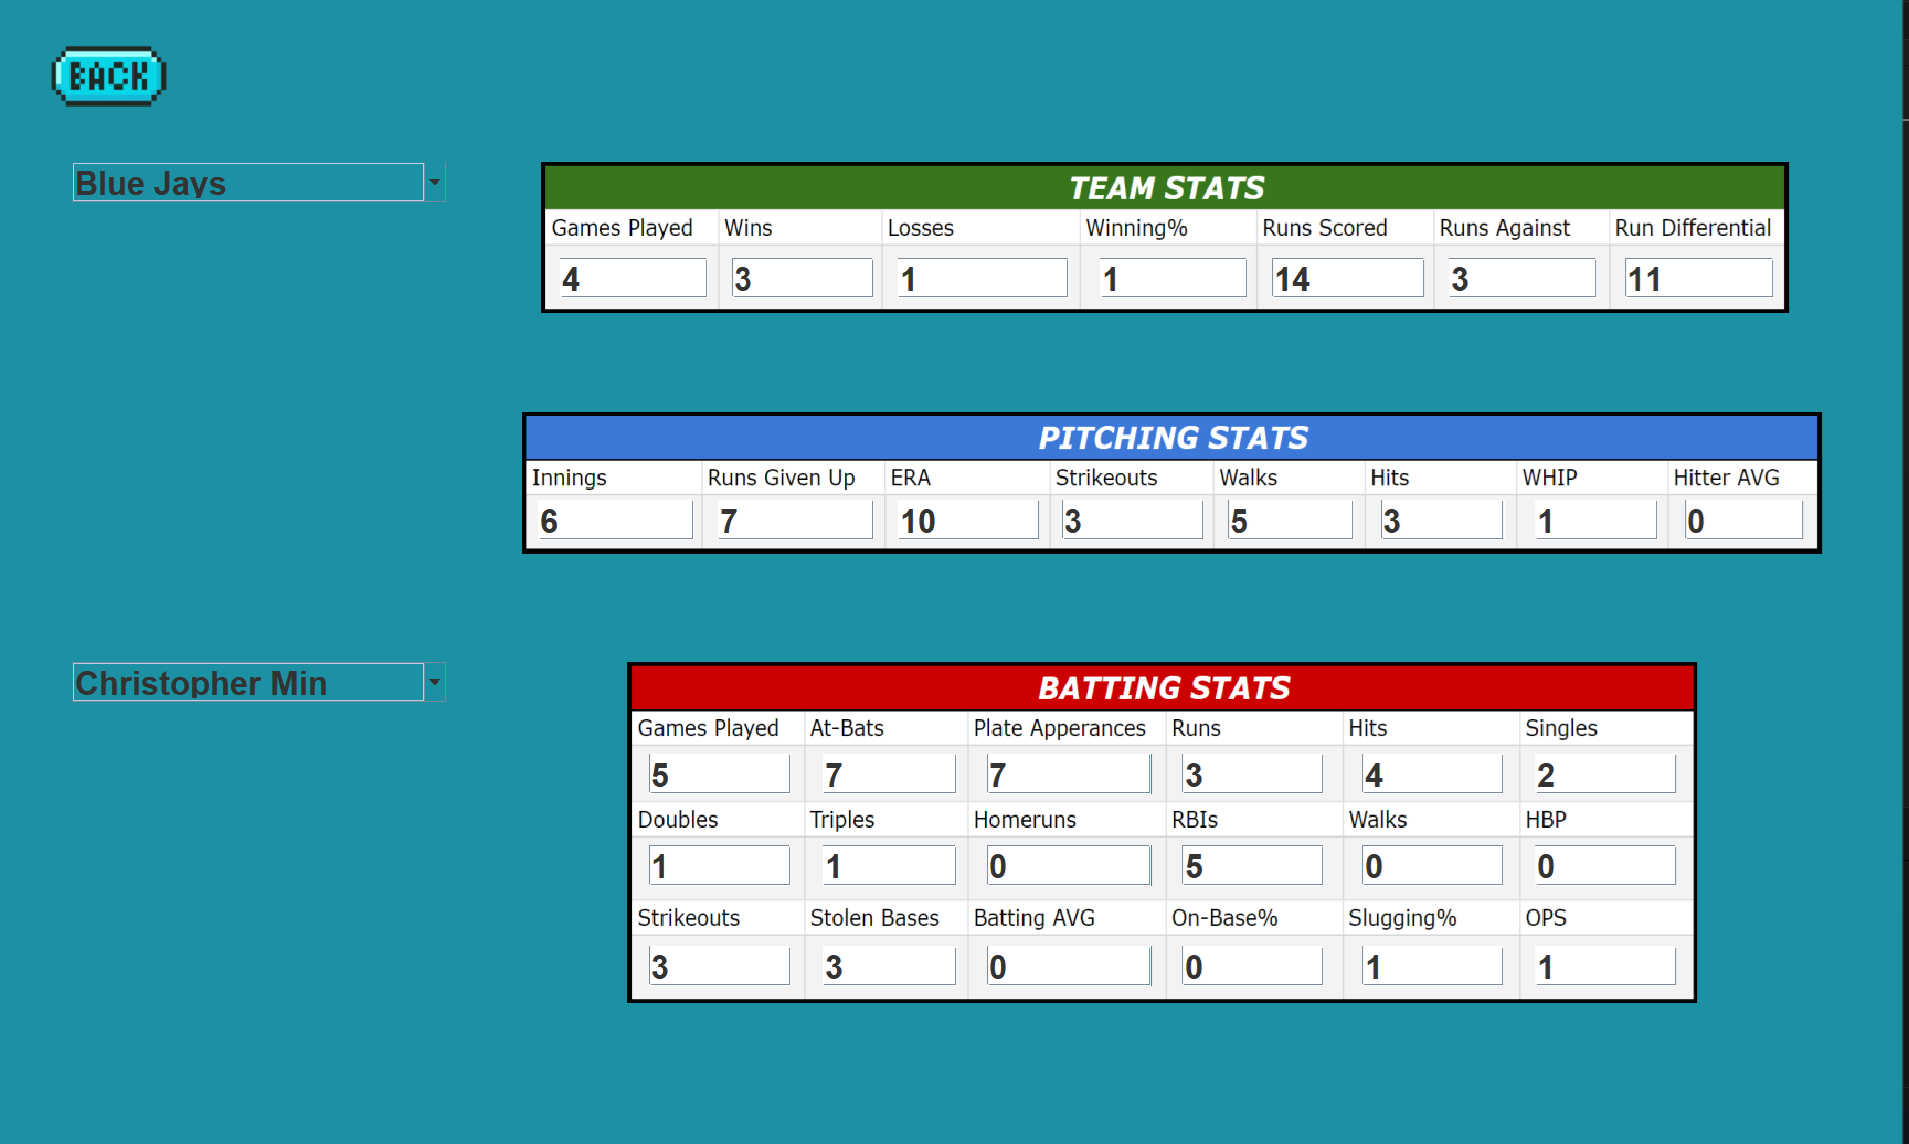 BACK
Blue Jays
TEAM STATS
Games Played Wins Losses Winning% Runs Scored Runs Against Run Differential
4 3 1 1 14 3 11
PITCHING STATS
Innings Runs Given Up ERA Strikeouts Walks Hits WHIP Hitter AVG
6 7 10 3 5 3 1 0
Christopher Min
BATTING STATS
Games Played At-Bats Plate Apperances Runs Hits Singles
5 7 7 3 4 2
Doubles Triples Homeruns RBIs Walks HBP
1 1 0 5 0 0
Strikeouts Stolen Bases Batting AVG On-Base% Slugging% OPS
3 3 0 0 1 1